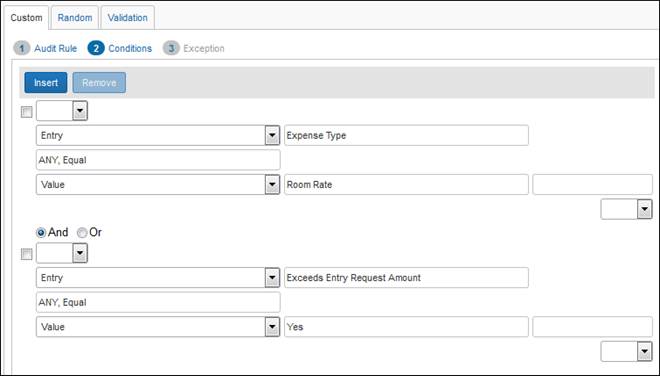 Custom Random Validation
1 Audit Rule 2 Conditions 3 Exception
Insert Remove
Entry Expense Type
ANY, Equal
Value Room Rate
And Or
Entry Exceeds Entry Request Amount
ANY, Equal
Value Yes